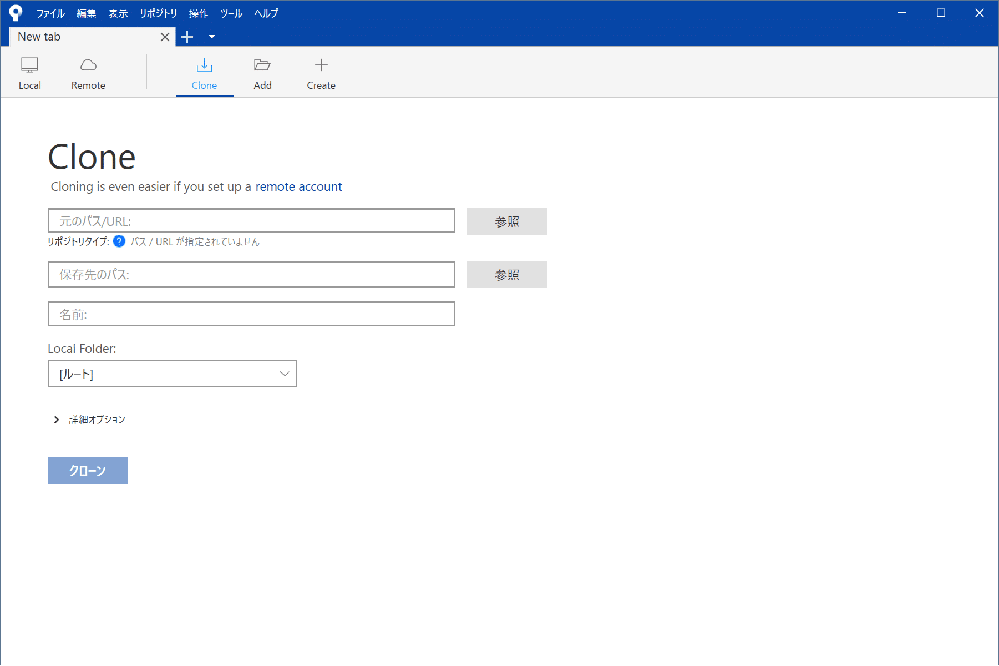 ファイル 編集 表示 リポジトリ 操作 ツール ヘルプ
New tab
Local Remote Clone Add Create
Clone
Cloning is even easier if you set up a remote account
元のパス/URL: 参照
リポジトリタイプ: ? パス / URL が指定されていません
保存先のパス: 参照
名前:
Local Folder:
[ルート]
詳細オプション
クローン